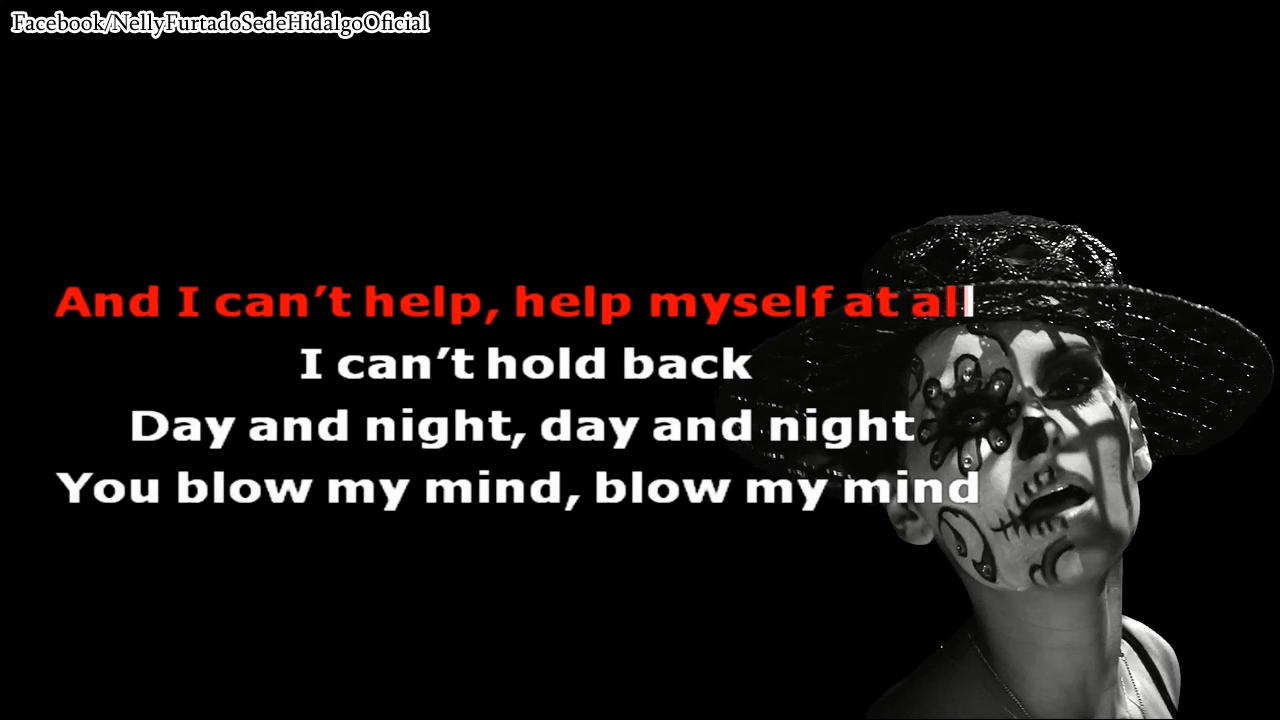 Facebook/NellyFurtadoSedeHidalgoOficial
And I can’t help, help myself at all
I can’t hold back
Day and night, day and night
You blow my mind, blow my mind